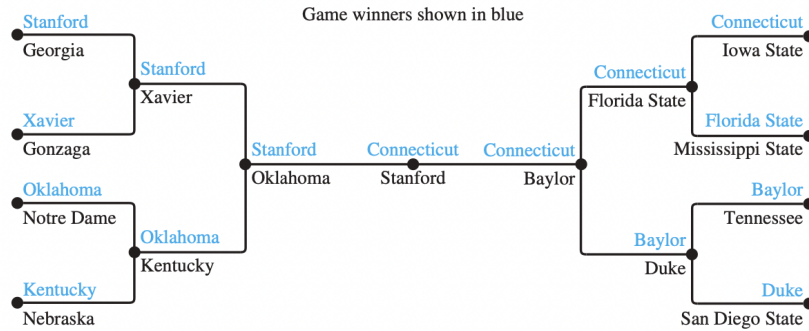 Game winners shown in blue
Stanford
Georgia
Stanford
Xavier
Xavier
Gonzaga
Stanford
Oklahoma
Oklahoma
Notre Dame
Oklahoma
Kentucky
Kentucky
Nebraska
Connecticut
Stanford
Connecticut
Baylor
Connecticut
Florida State
Connecticut
Iowa State
Florida State
Mississippi State
Baylor
Duke
Baylor
Tennessee
Duke
San Diego State